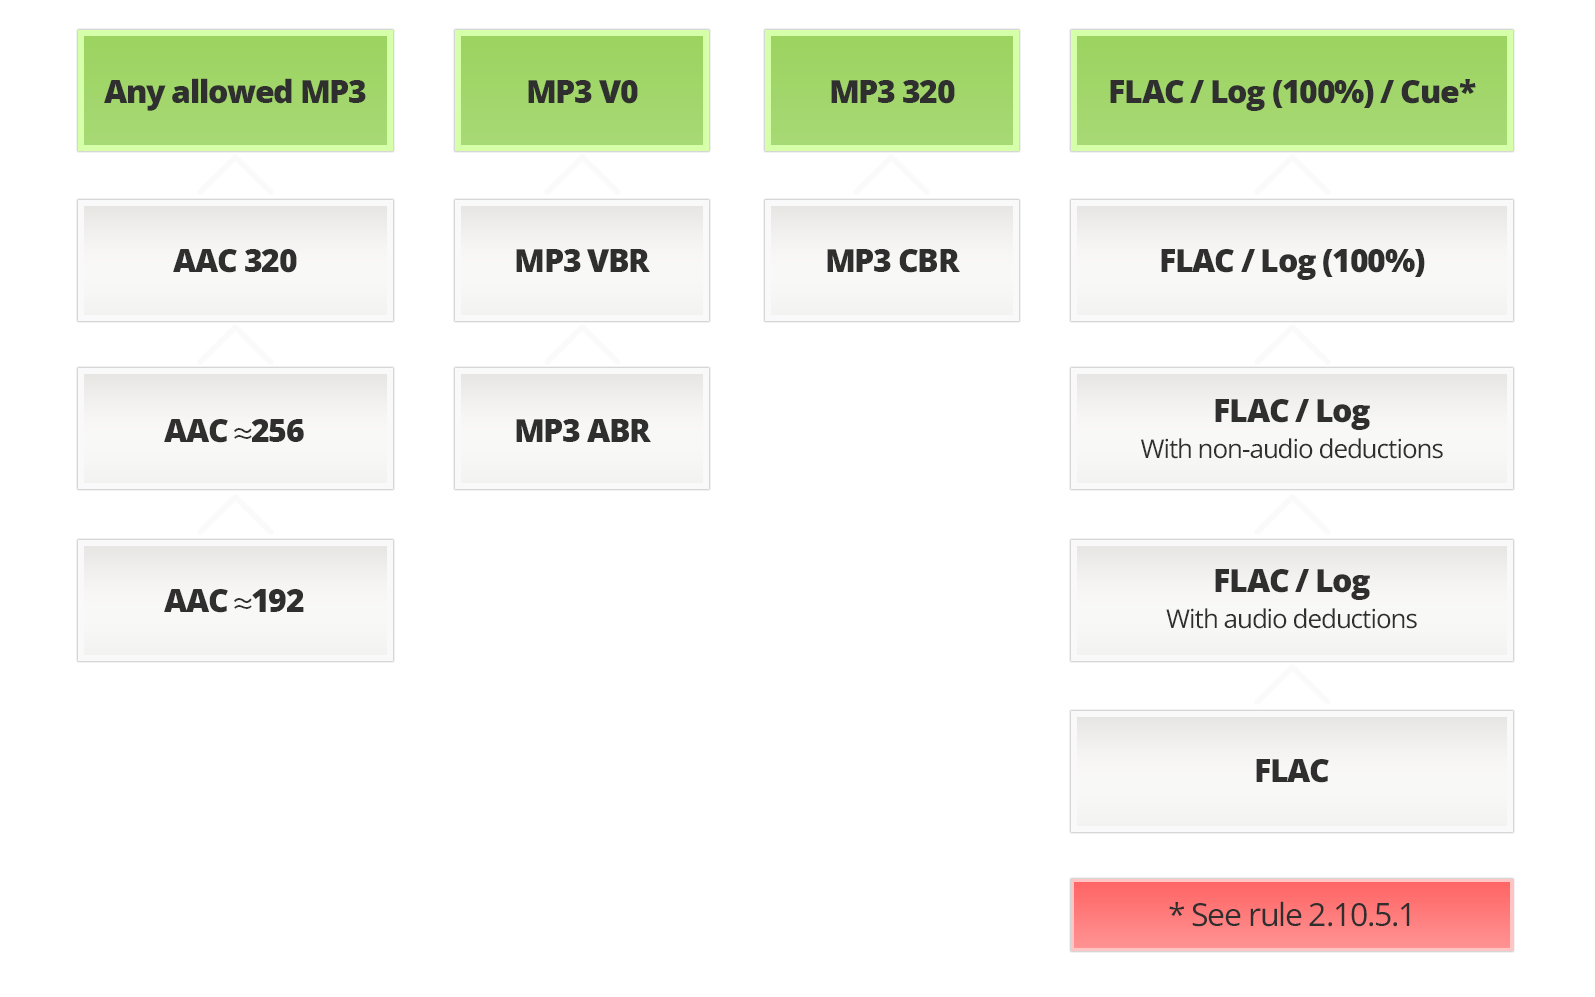 Any allowed MP3
MP3 V0
MP3 320
FLAC / Log (100%) / Cue*
AAC 320
MP3 VBR
MP3 CBR
FLAC / Log (100%)
AAC ≈256
MP3 ABR
FLAC / Log
With non-audio deductions
AAC ≈192
FLAC / Log
With audio deductions
FLAC
* See rule 2.10.5.1